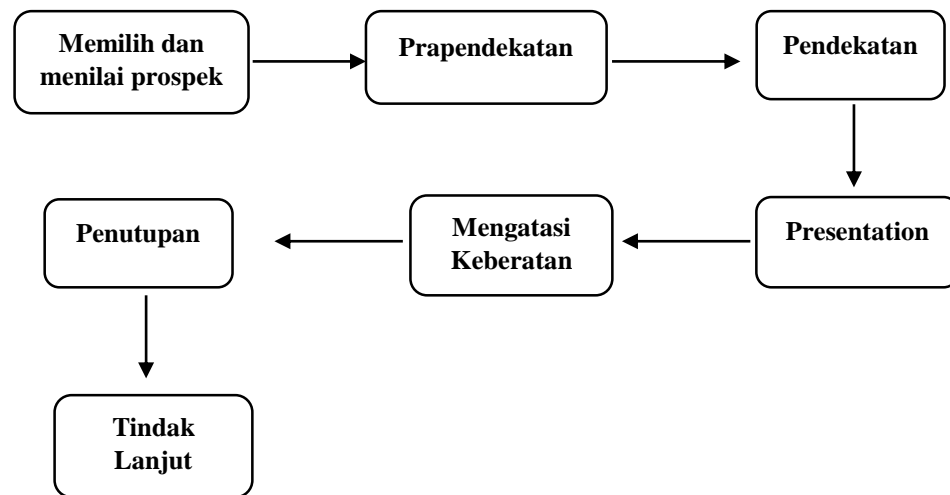 Memilih dan
menilai prospek
Prapendekatan
Pendekatan
Presentation
Mengatasi
Keberatan
Penutupan
Tindak
Lanjut